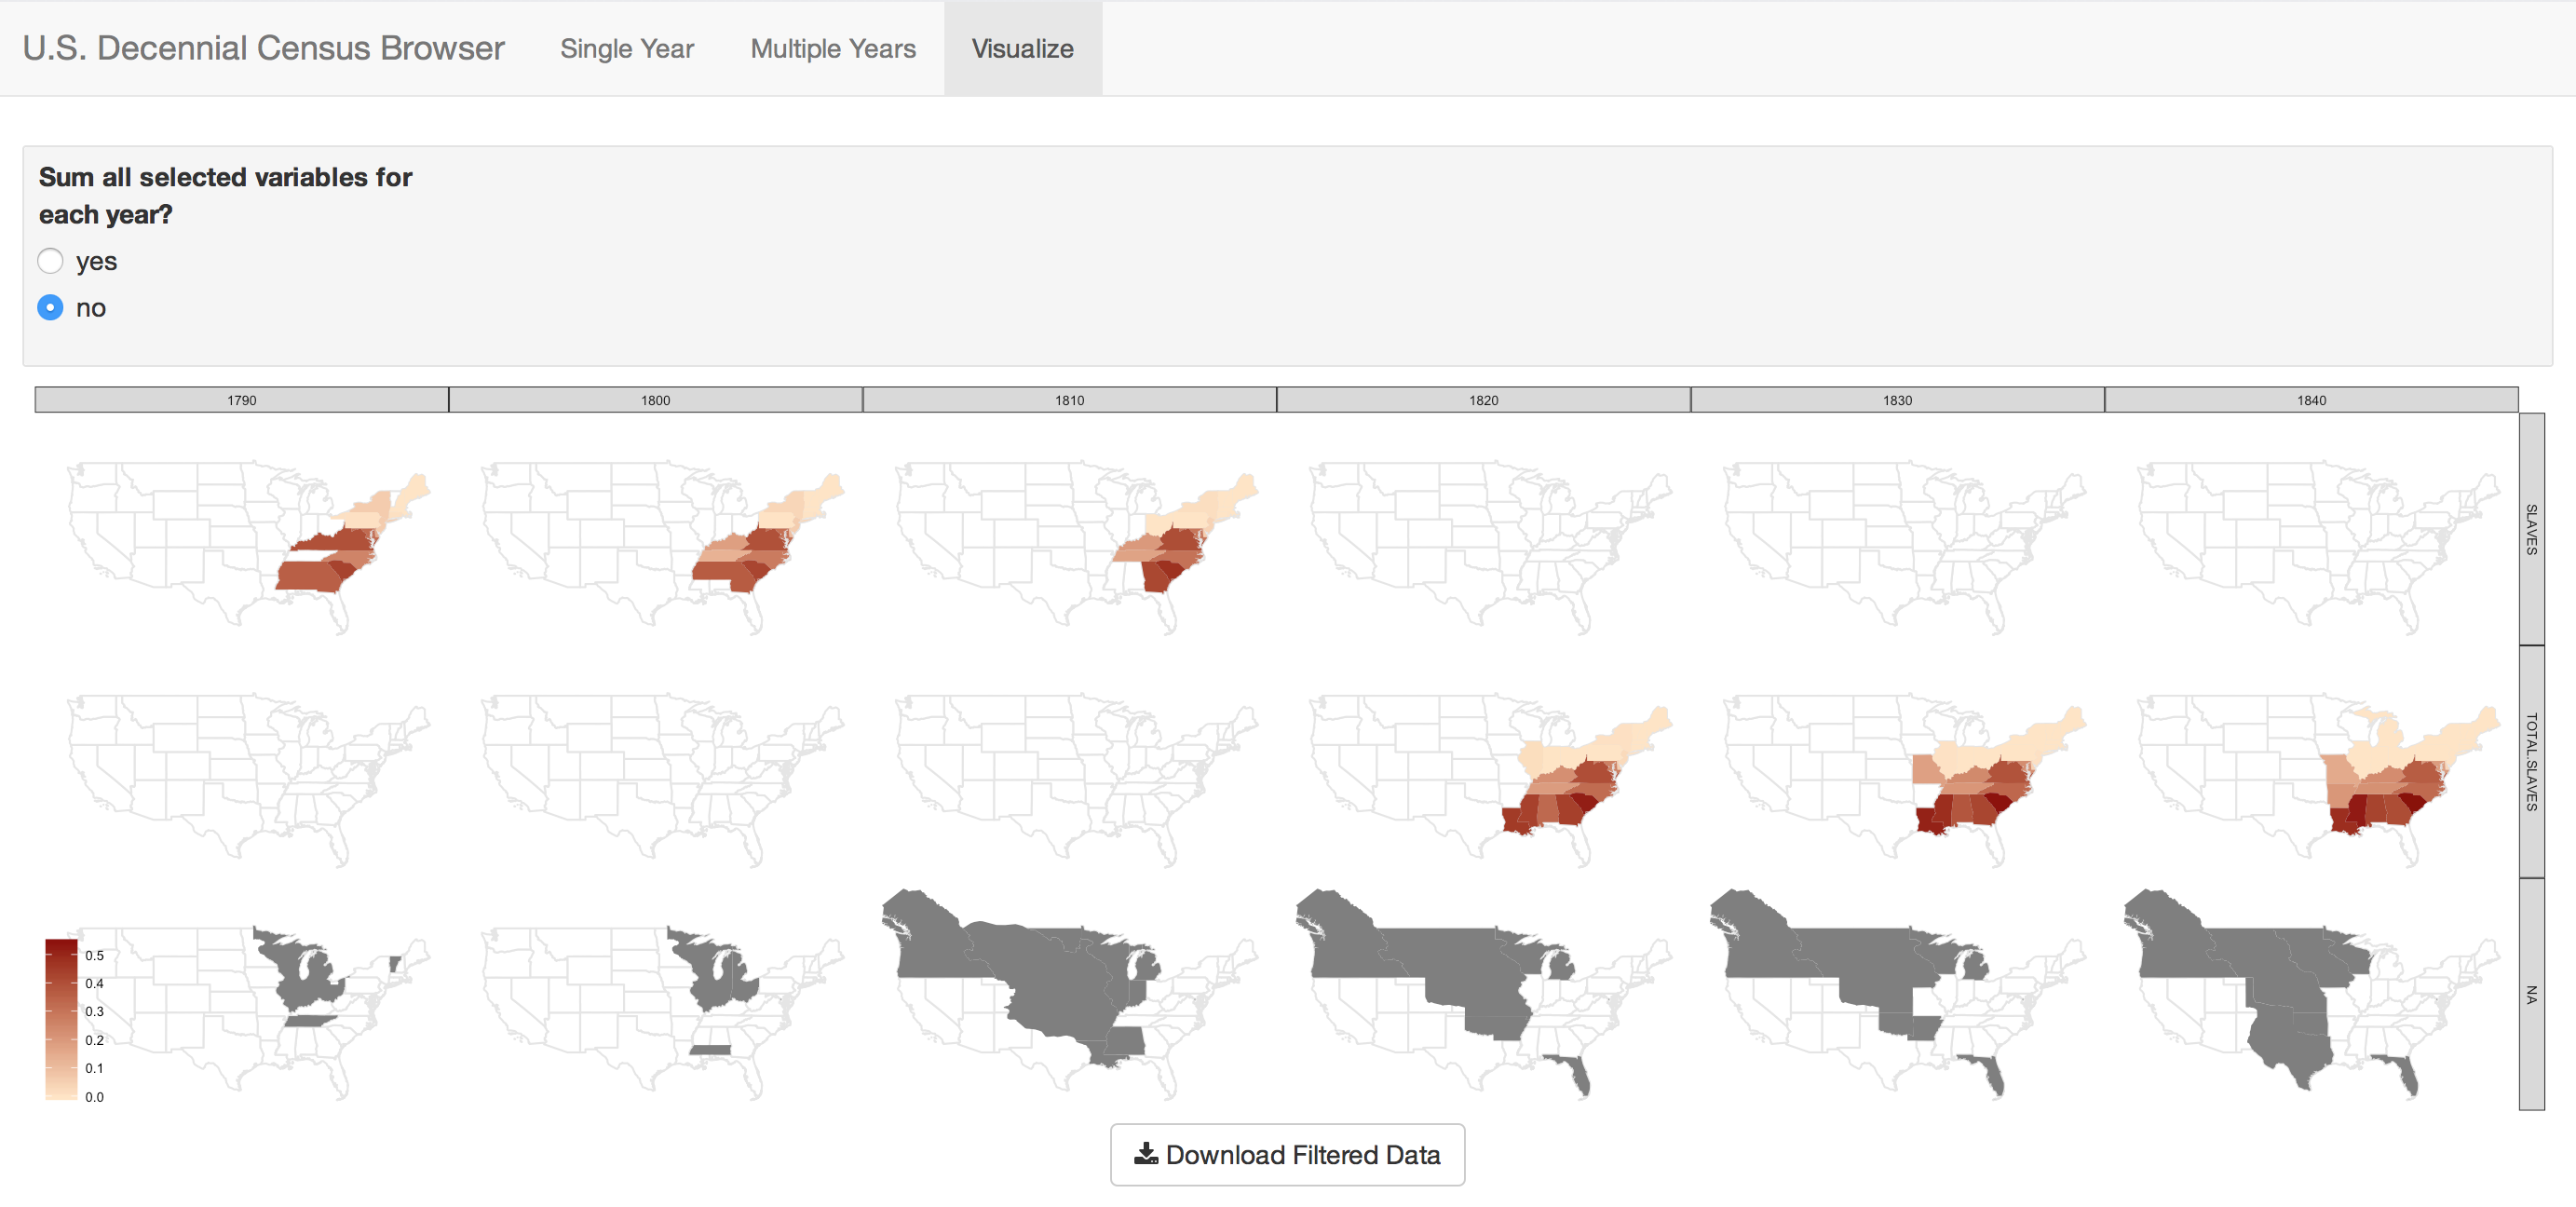 U.S. Decennial Census Browser Single Year Multiple Years Visualize
Sum all selected variables for
each year?
yes
no
1790 1800 1810 1820 1830 1840
SLAVES
TOTAL.SLAVES
NA
0.5
0.4
0.3
0.2
0.1
0.0
Download Filtered Data